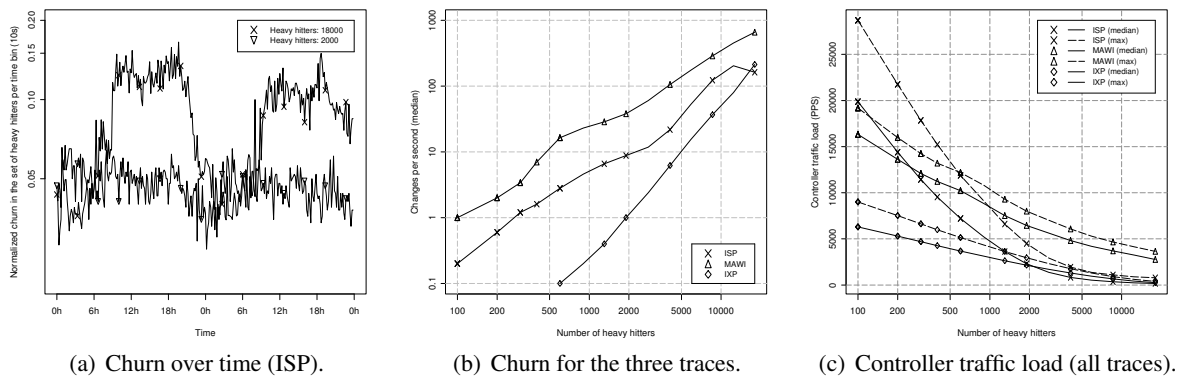 Normalized churn in the set of heavy hitters per time bin (10s)
0.20
0.15
0.10
0.05
Heavy hitters: 18000
Heavy hitters: 2000
0h 6h 12h 18h 0h 6h 12h 18h 0h
Time
(a) Churn over time (ISP).
Changes per second (median)
1000
100
10
1
0.1
ISP
MAWI
IXP
100 200 500 1000 2000 5000 10000
Number of heavy hitters
(b) Churn for the three traces.
Controller traffic load (PPS)
25000
20000
15000
10000
5000
0
ISP (median)
ISP (max)
MAWI (median)
MAWI (max)
IXP (median)
IXP (max)
100 200 500 1000 2000 5000 10000
Number of heavy hitters
(c) Controller traffic load (all traces).